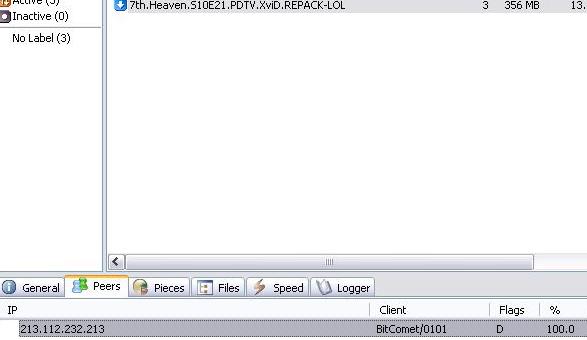 Active (3)
7th.Heaven.S10E21.PDTV.XviD.REPACK-LOL 3 356 MB 13.
Inactive (0)
No Label (3)
General Peers Pieces Files Speed Logger
IP Client Flags %
213.112.232.213 BitComet/0101 D 100.0